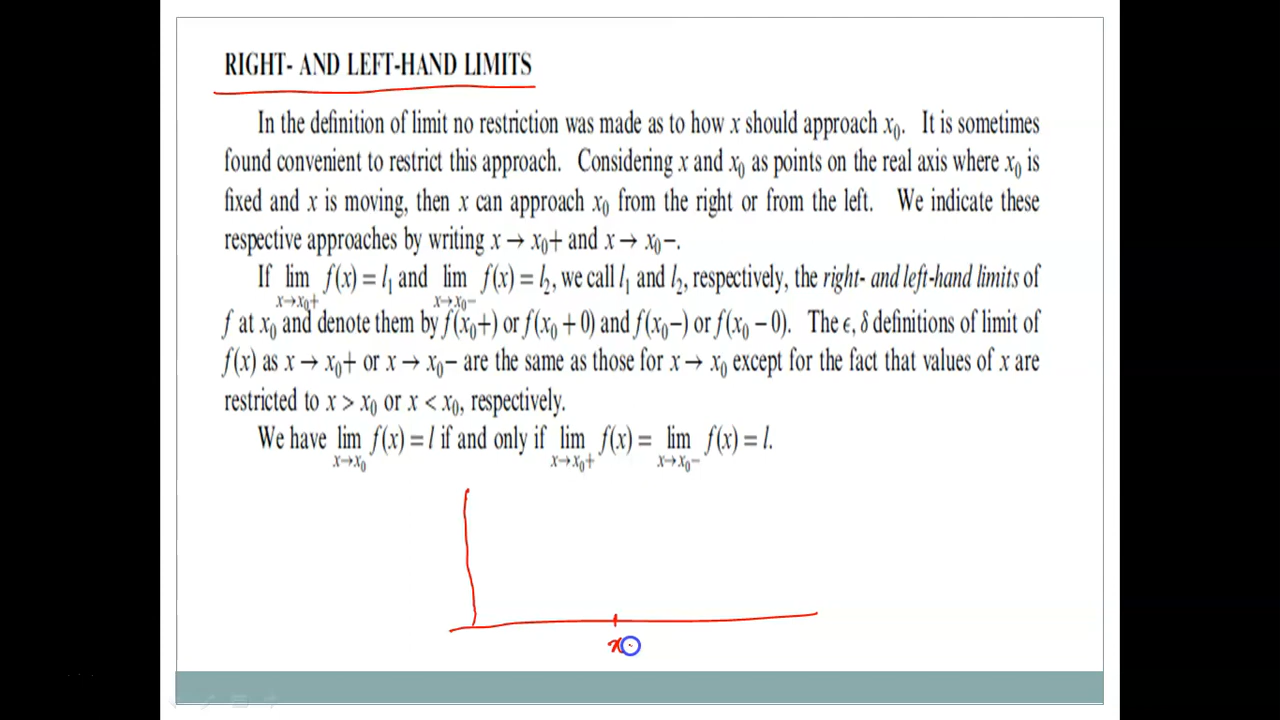 RIGHT- AND LEFT-HAND LIMITS
In the definition of limit no restriction was made as to how x should approach x₀. It is sometimes
found convenient to restrict this approach. Considering x and x₀ as points on the real axis where x₀ is
fixed and x is moving, then x can approach x₀ from the right or from the left. We indicate these
respective approaches by writing x → x₀+ and x → x₀−.
If lim f(x) = l₁ and lim f(x) = l₂, we call l₁ and l₂, respectively, the right- and left-hand limits of
x→x₀+ x→x₀−
f at x₀ and denote them by f(x₀+) or f(x₀ + 0) and f(x₀−) or f(x₀ − 0). The ϵ, δ definitions of limit of
f(x) as x → x₀+ or x → x₀− are the same as those for x → x₀ except for the fact that values of x are
restricted to x > x₀ or x < x₀, respectively.
We have lim f(x) = l if and only if lim f(x) = lim f(x) = l.
x→x₀ x→x₀+ x→x₀−
x